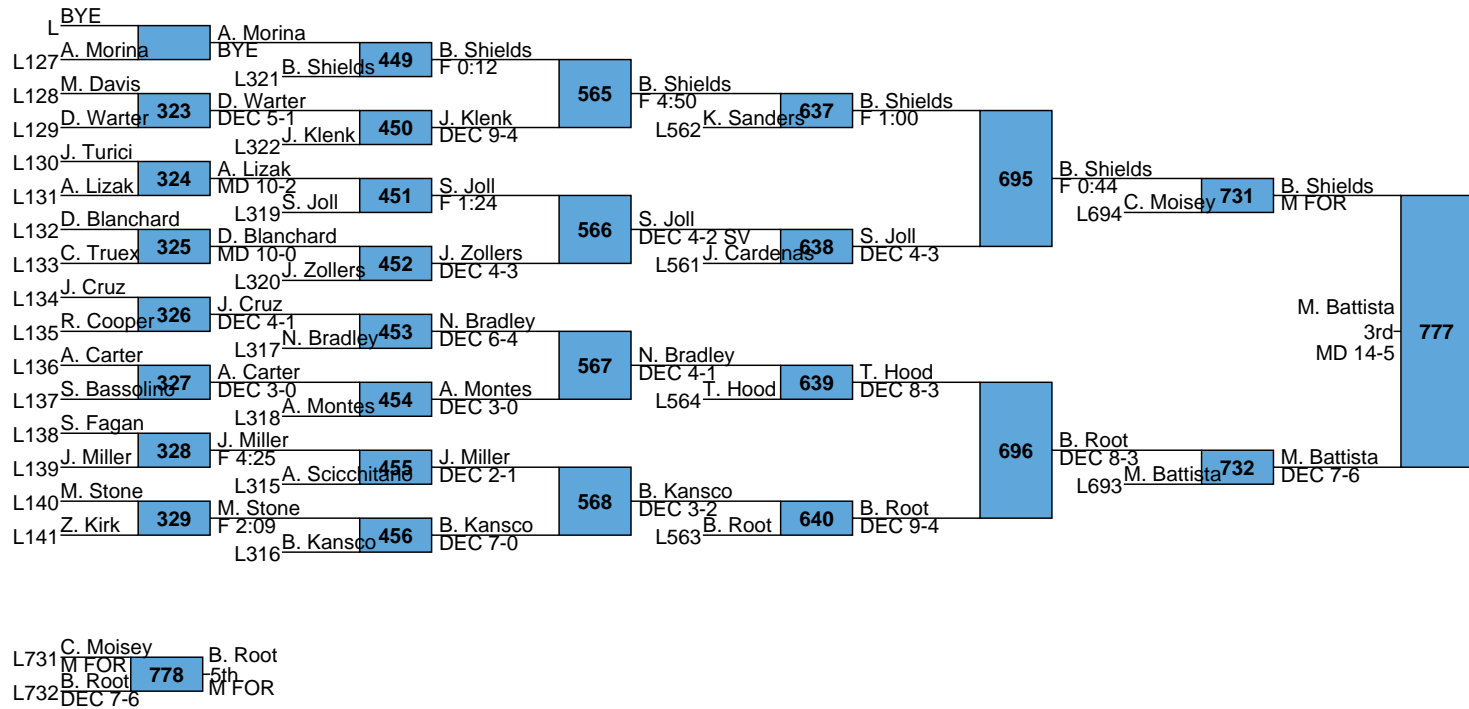 BYE
L
A. Morina
L127
A. Morina
BYE
L321
B. Shields
449
B. Shields
F 0:12
M. Davis
L128
323
D. Warter
L129
D. Warter
DEC 5-1
L322
J. Klenk
450
J. Klenk
DEC 9-4
565
B. Shields
F 4:50
L562
K. Sanders
637
B. Shields
F 1:00
J. Turici
L130
324
A. Lizak
L131
A. Lizak
MD 10-2
L319
S. Joll
451
S. Joll
F 1:24
D. Blanchard
L132
325
C. Truex
L133
D. Blanchard
MD 10-0
L320
J. Zollers
452
J. Zollers
DEC 4-3
566
S. Joll
DEC 4-2 SV
L561
J. Cardenas
638
S. Joll
DEC 4-3
695
B. Shields
F 0:44
L694
C. Moisey
731
B. Shields
M FOR
J. Cruz
L134
326
R. Cooper
L135
J. Cruz
DEC 4-1
L317
N. Bradley
453
N. Bradley
DEC 6-4
A. Carter
L136
327
S. Bassolino
L137
A. Carter
DEC 3-0
L318
A. Montes
454
A. Montes
DEC 3-0
567
N. Bradley
DEC 4-1
L564
T. Hood
639
T. Hood
DEC 8-3
S. Fagan
L138
328
J. Miller
L139
J. Miller
F 4:25
L315
A. Scicchitano
455
J. Miller
DEC 2-1
M. Stone
L140
329
Z. Kirk
L141
M. Stone
F 2:09
L316
B. Kansco
456
B. Kansco
DEC 7-0
568
B. Kansco
DEC 3-2
L563
B. Root
640
B. Root
DEC 9-4
696
B. Root
DEC 8-3
L693
M. Battista
732
M. Battista
DEC 7-6
777
M. Battista
3rd
MD 14-5
C. Moisey
L731
M FOR
778
B. Root
L732
DEC 7-6
B. Root
5th
M FOR